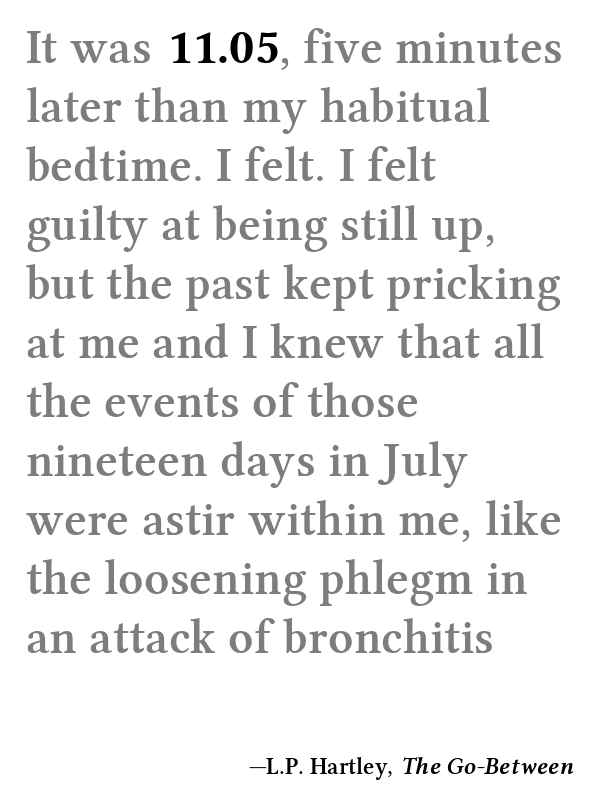 It was 11.05, five minutes
later than my habitual
bedtime. I felt. I felt
guilty at being still up,
but the past kept pricking
at me and I knew that all
the events of those
nineteen days in July
were astir within me, like
the loosening phlegm in
an attack of bronchitis
—L.P. Hartley, The Go-Between